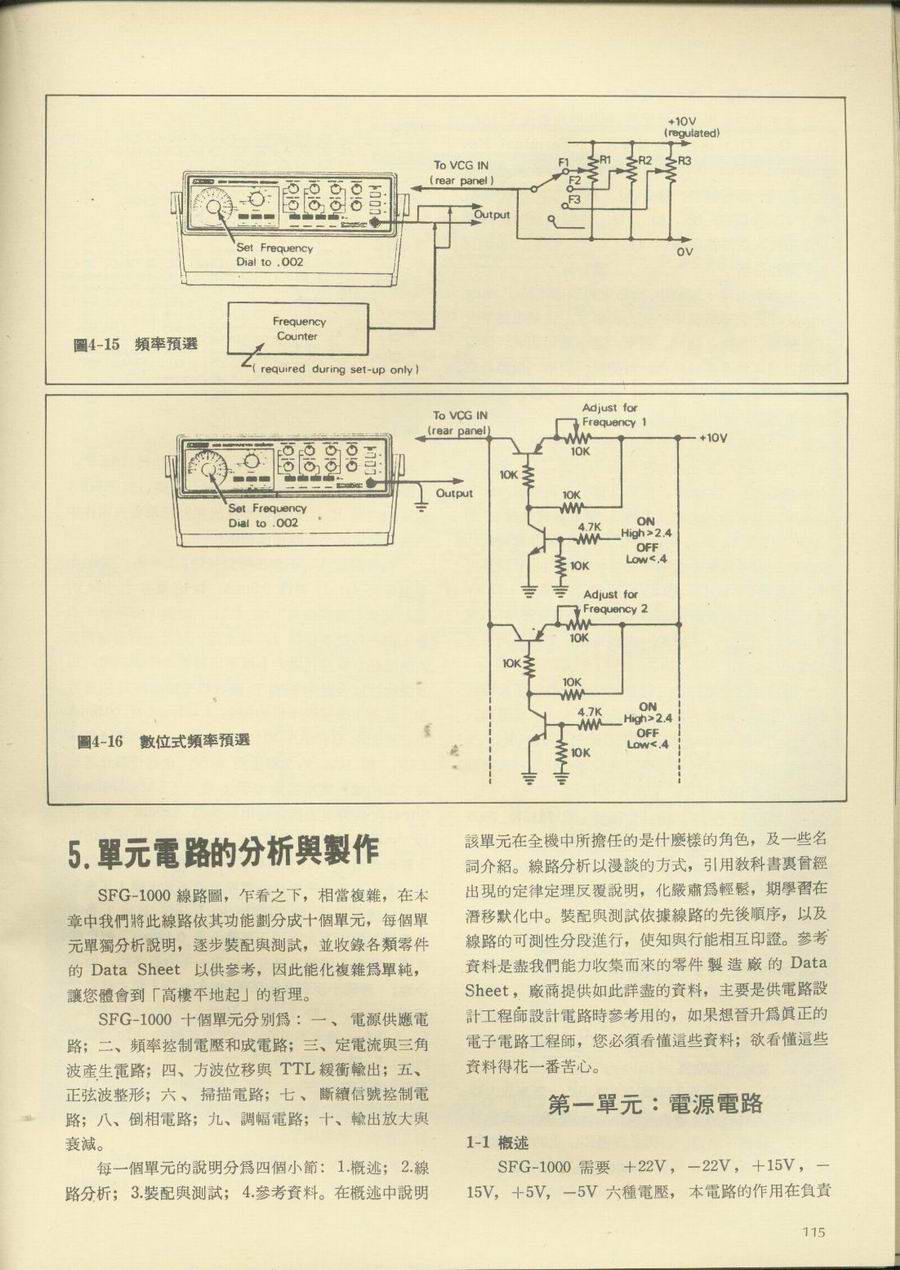 +10V
(regulated)
To VCG IN
(rear panel)
F1
R1
R2
R3
F2
F3
Output
0V
Set Frequency
Dial to .002
Frequency
Counter
(required during set-up only)
圖4-15 頻率預選
To VCG IN
(rear panel)
Adjust for
Frequency 1
10K
+10V
10K
10K
Output
4.7K
ON
High>2.4
OFF
Low<.4
10K
Set Frequency
Dial to .002
Adjust for
Frequency 2
10K
10K
10K
4.7K
ON
High>2.4
OFF
Low<.4
10K
圖4-16 數位式頻率預選
5.單元電路的分析與製作
SFG-1000 線路圖，乍看之下，相當複雜，在本
章中我們將此線路依其功能劃分成十個單元，每個單
元單獨分析說明，逐步裝配與測試，並收錄各類零件
的 Data Sheet 以供參考，因此能化複雜爲單純，
讓您體會到「高樓平地起」的哲理。
SFG-1000 十個單元分別爲：一、電源供應電
路；二、頻率控制電壓和成電路；三、定電流與三角
波產生電路；四、方波位移與 TTL 緩衝輸出；五、
正弦波整形；六、掃描電路；七、斷續信號控制電
路；八、倒相電路；九、調幅電路；十、輸出放大與
衰減。
每一個單元的說明分爲四個小節：1.概述；2.線
路分析；3.裝配與測試；4.參考資料。在概述中說明
該單元在全機中所擔任的是什麼樣的角色，及一些名
詞介紹。線路分析以漫談的方式，引用教科書裏曾經
出現的定律定理反覆說明，化嚴肅爲輕鬆，期學習在
潛移默化中。裝配與測試依據線路的先後順序，以及
線路的可測性分段進行，使知與行能相互印證。參考
資料是盡我們能力收集而來的零件製造廠的 Data
Sheet，廠商提供如此詳盡的資料，主要是供電路設
計工程師設計電路時參考用的，如果想晉升爲眞正的
電子電路工程師，您必須看懂這些資料；欲看懂這些
資料得花一番苦心。
第一單元：電源電路
1-1 概述
SFG-1000 需要 +22V，－22V，+15V，－
15V，+5V，－5V 六種電壓，本電路的作用在負責
115